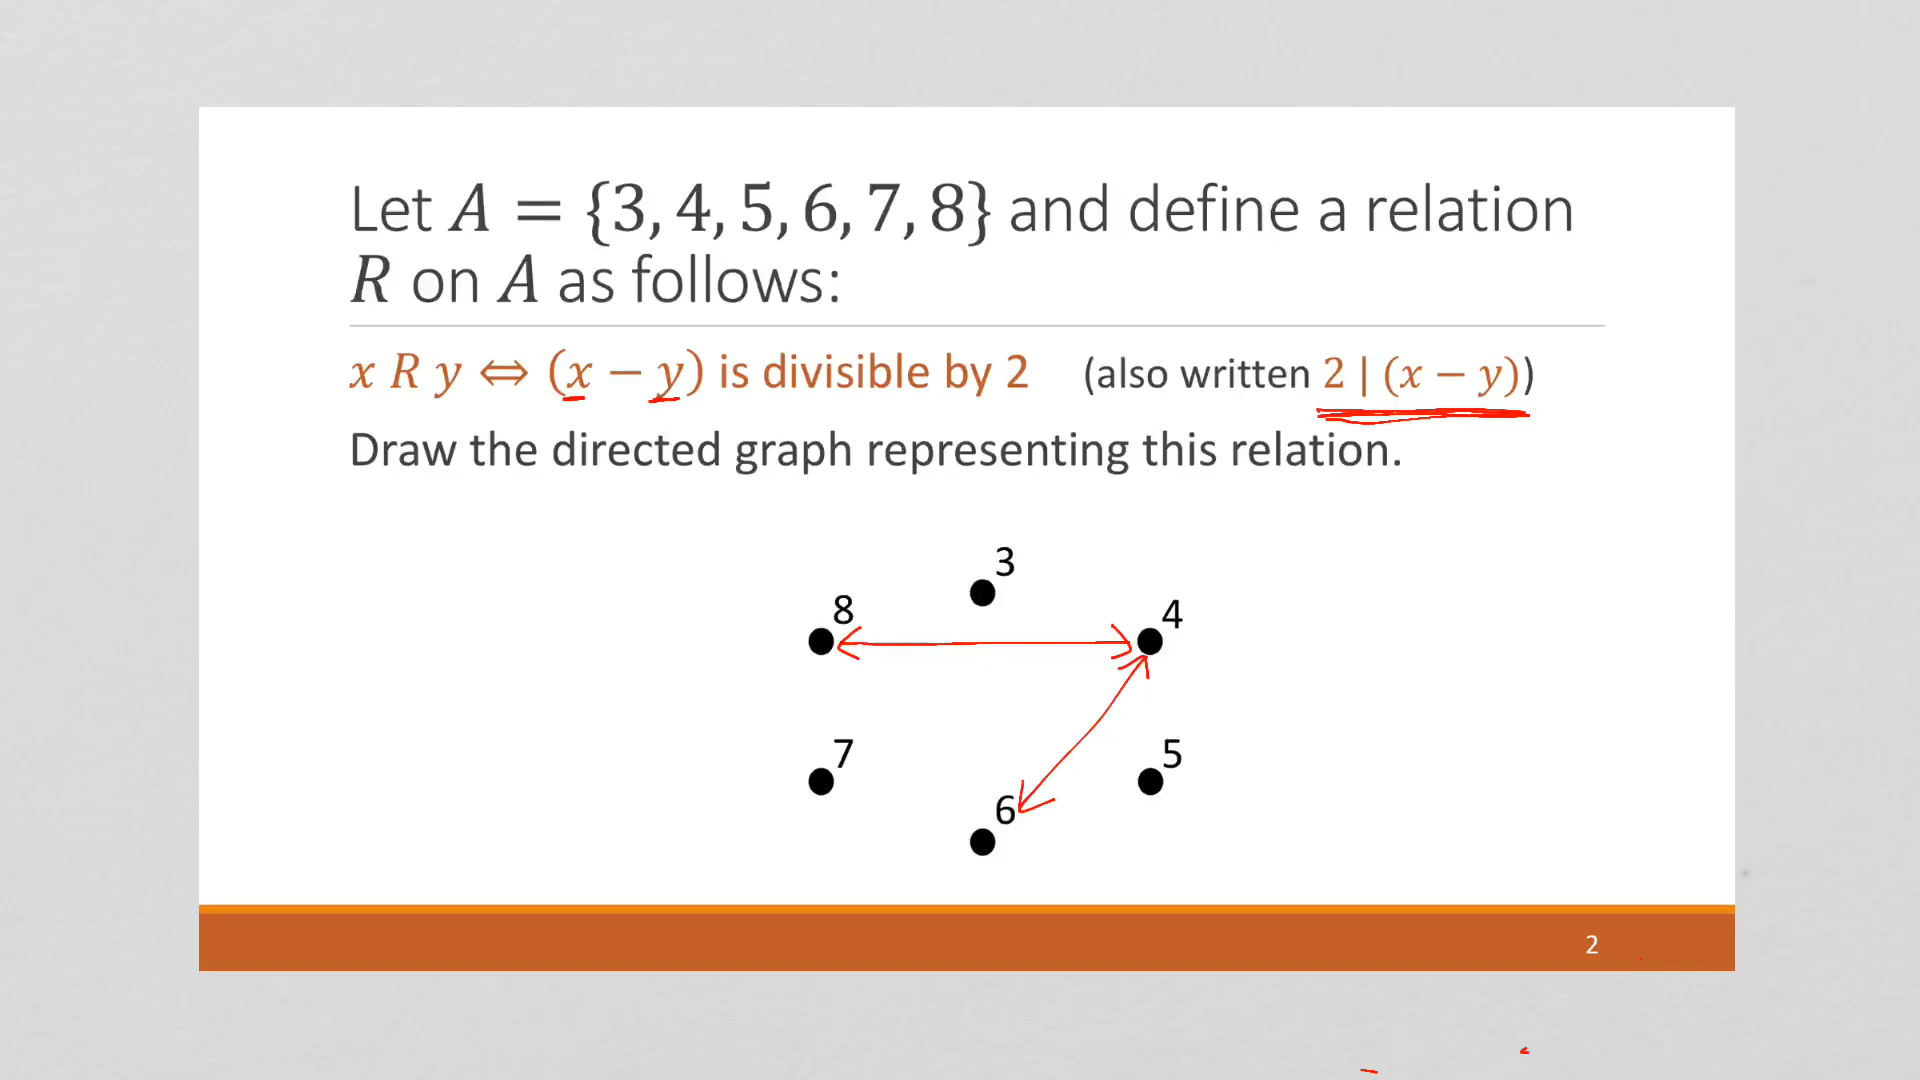 Let A = {3, 4, 5, 6, 7, 8} and define a relation
R on A as follows:
x R y ⇔ (x − y) is divisible by 2 (also written 2 | (x − y))
Draw the directed graph representing this relation.
3
8
4
7
5
6
2